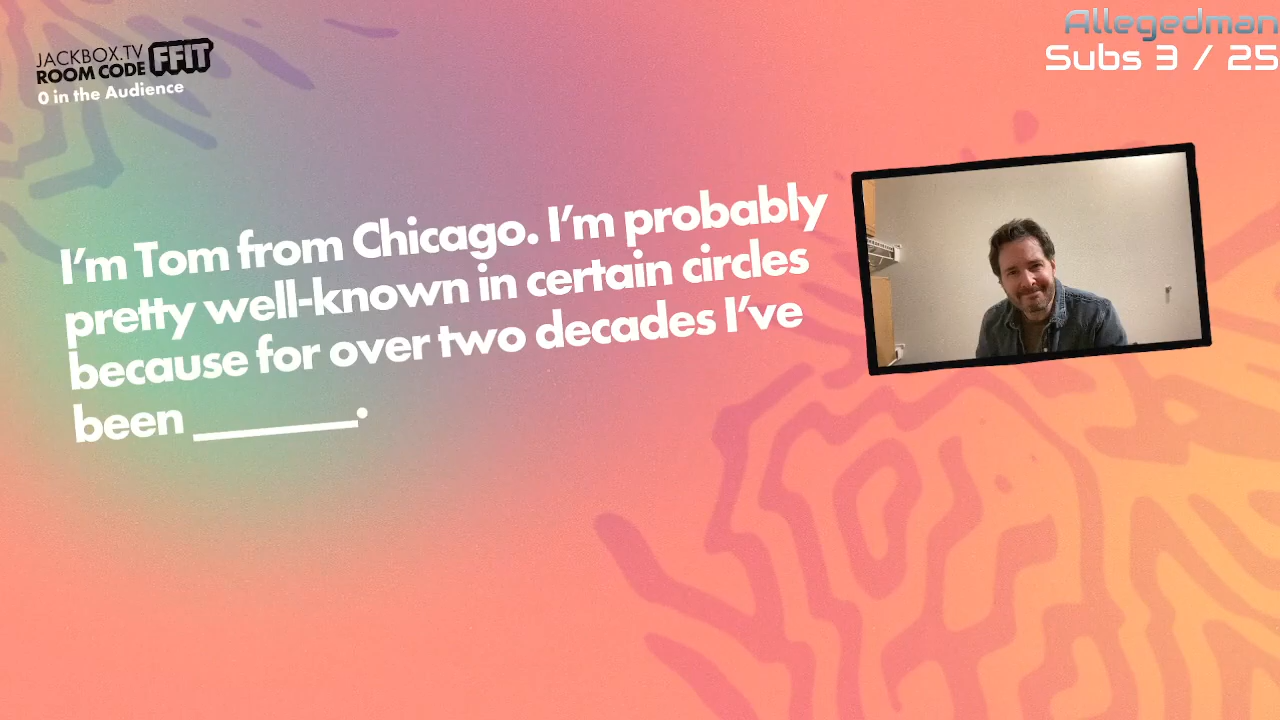 JACKBOX.TV
ROOM CODE FFIT
0 in the Audience
Allegedman
Subs 3 / 25
I'm Tom from Chicago. I'm probably
pretty well-known in certain circles
because for over two decades I've
been ________.